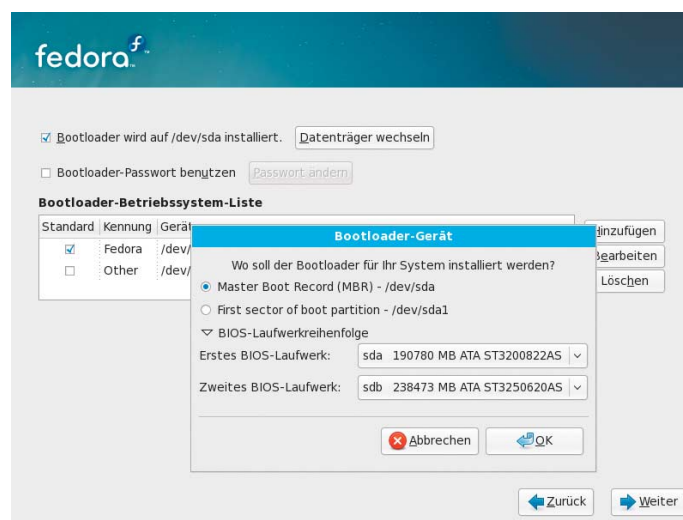 fedora
Bootloader wird auf /dev/sda installiert. Datenträger wechseln
Bootloader-Passwort benutzen Passwort ändern
Bootloader-Betriebssystem-Liste
Standard Kennung Gerät
Fedora /dev/
Other /dev/
Hinzufügen
Bearbeiten
Löschen
Bootloader-Gerät
Wo soll der Bootloader für Ihr System installiert werden?
Master Boot Record (MBR) - /dev/sda
First sector of boot partition - /dev/sda1
BIOS-Laufwerkreihenfolge
Erstes BIOS-Laufwerk: sda 190780 MB ATA ST3200822AS
Zweites BIOS-Laufwerk: sdb 238473 MB ATA ST3250620AS
Abbrechen OK
Zurück Weiter